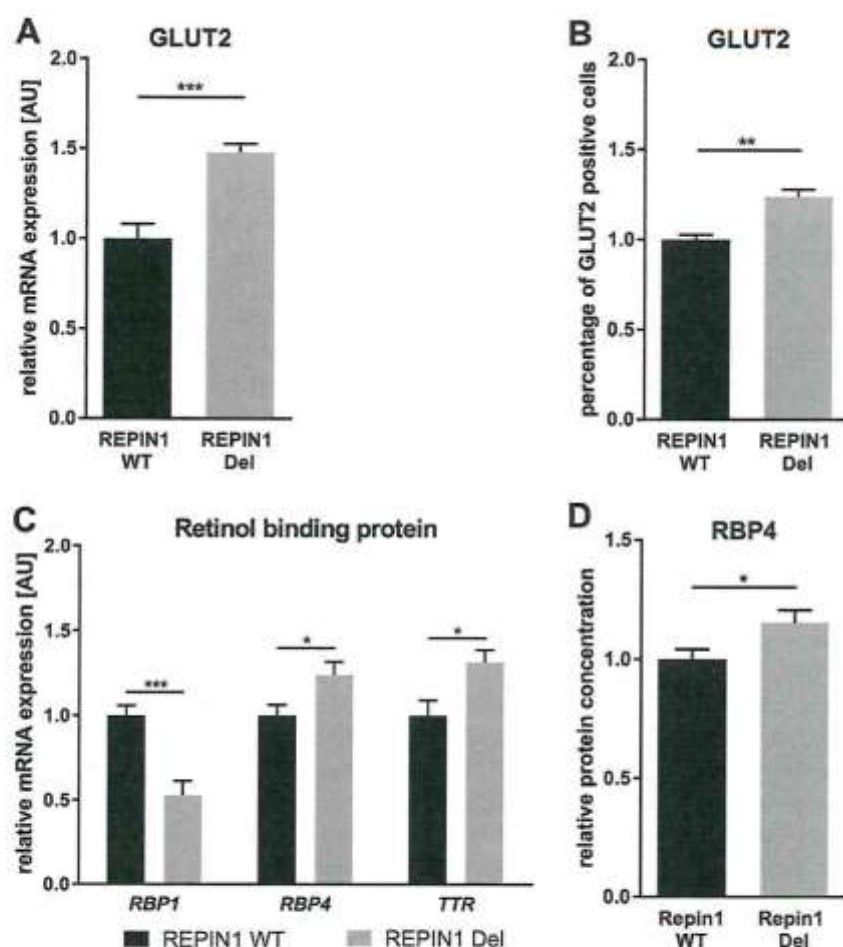 A
GLUT2
relative mRNA expression [AU]
2.0
1.5
1.0
0.5
0.0
***
REPIN1
WT
REPIN1
Del
B
GLUT2
percentage of GLUT2 positive cells
2.0
1.5
1.0
0.5
0.0
**
REPIN1
WT
REPIN1
Del
C
Retinol binding protein
relative mRNA expression [AU]
2.0
1.5
1.0
0.5
0.0
***
*
*
RBP1
RBP4
TTR
REPIN1 WT
REPIN1 Del
D
RBP4
relative protein concentration
1.5
1.0
0.5
0.0
*
Repin1
WT
Repin1
Del